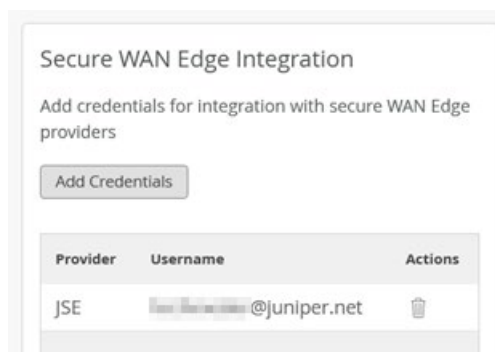 Secure WAN Edge Integration
Add credentials for integration with secure WAN Edge
providers
Add Credentials
Provider Username Actions
JSE @juniper.net